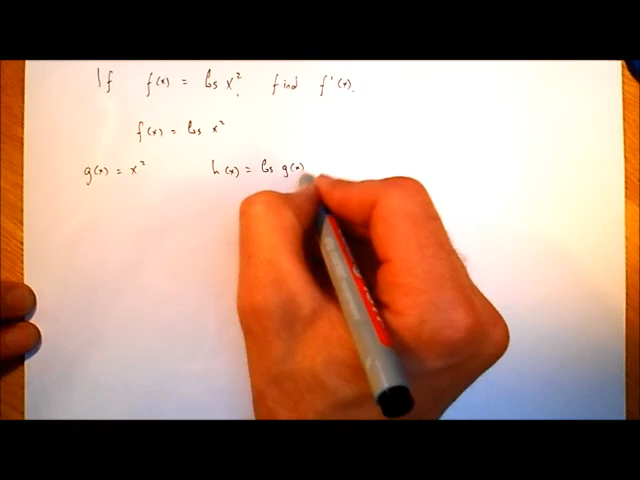 If f(x) = Cos x², find f'(x).
f(x) = Cos x²
g(x) = x² h(x) = Cos g(x)